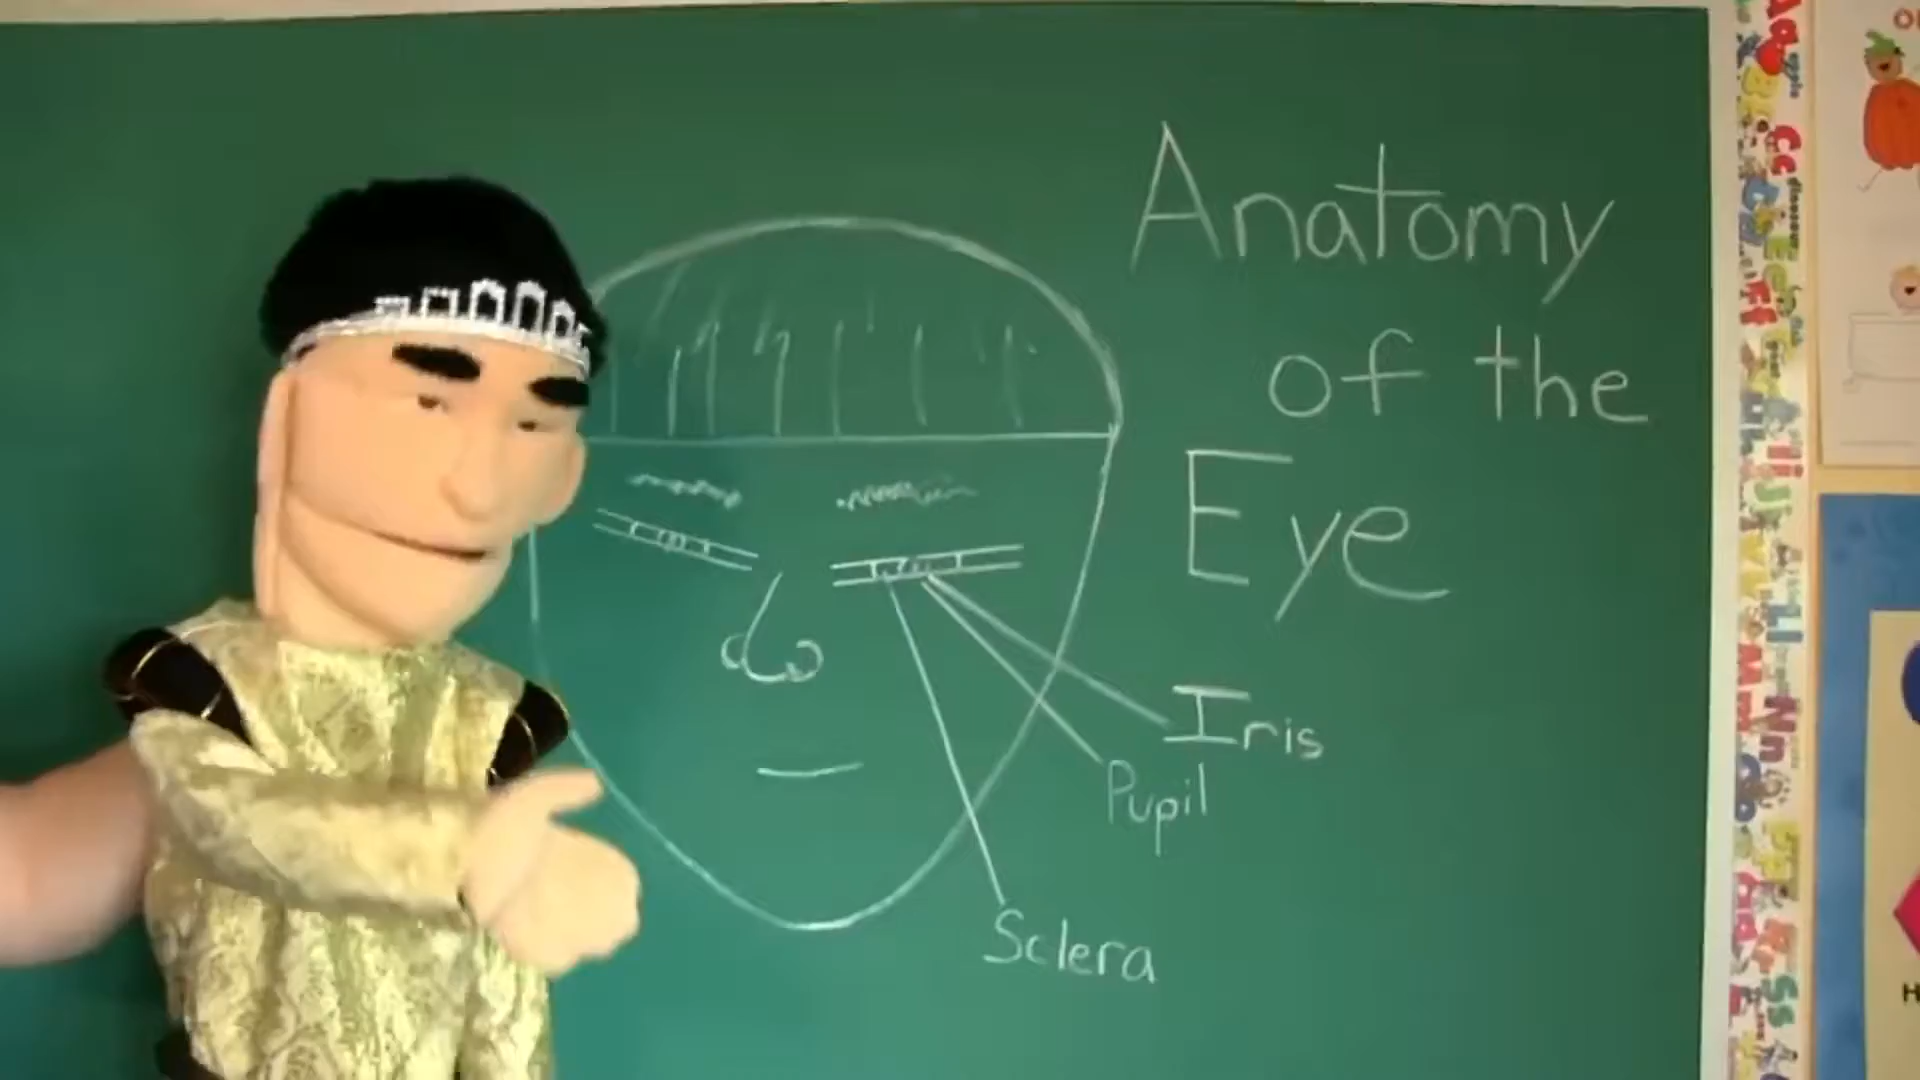 Anatomy
of the
Eye
Iris
Pupil
Sclera